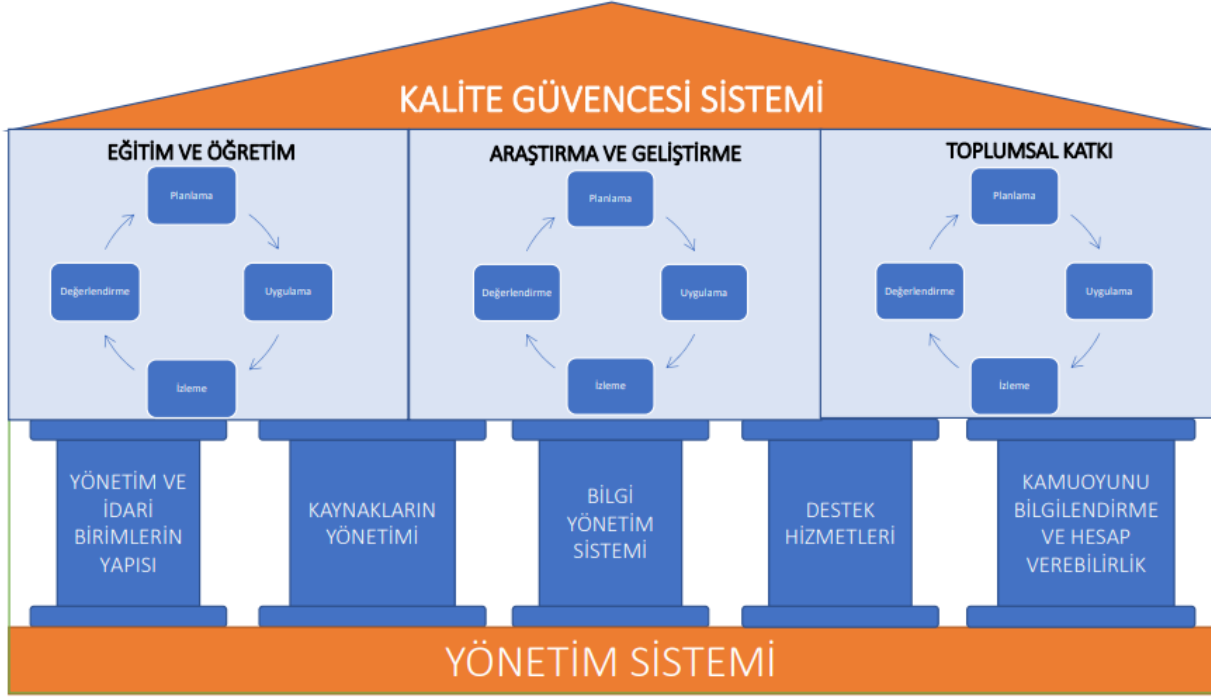 KALİTE GÜVENCESİ SİSTEMİ
EĞİTİM VE ÖĞRETİM
Planlama
Değerlendirme
Uygulama
İzleme
ARAŞTIRMA VE GELİŞTİRME
Planlama
Değerlendirme
Uygulama
İzleme
TOPLUMSAL KATKI
Planlama
Değerlendirme
Uygulama
İzleme
YÖNETİM VE
İDARİ
BİRİMLERİN
YAPISI
KAYNAKLARIN
YÖNETİMİ
BİLGİ
YÖNETİM
SİSTEMİ
DESTEK
HİZMETLERİ
KAMUOYUNU
BİLGİLENDİRME
VE HESAP
VEREBİLİRLİK
YÖNETİM SİSTEMİ